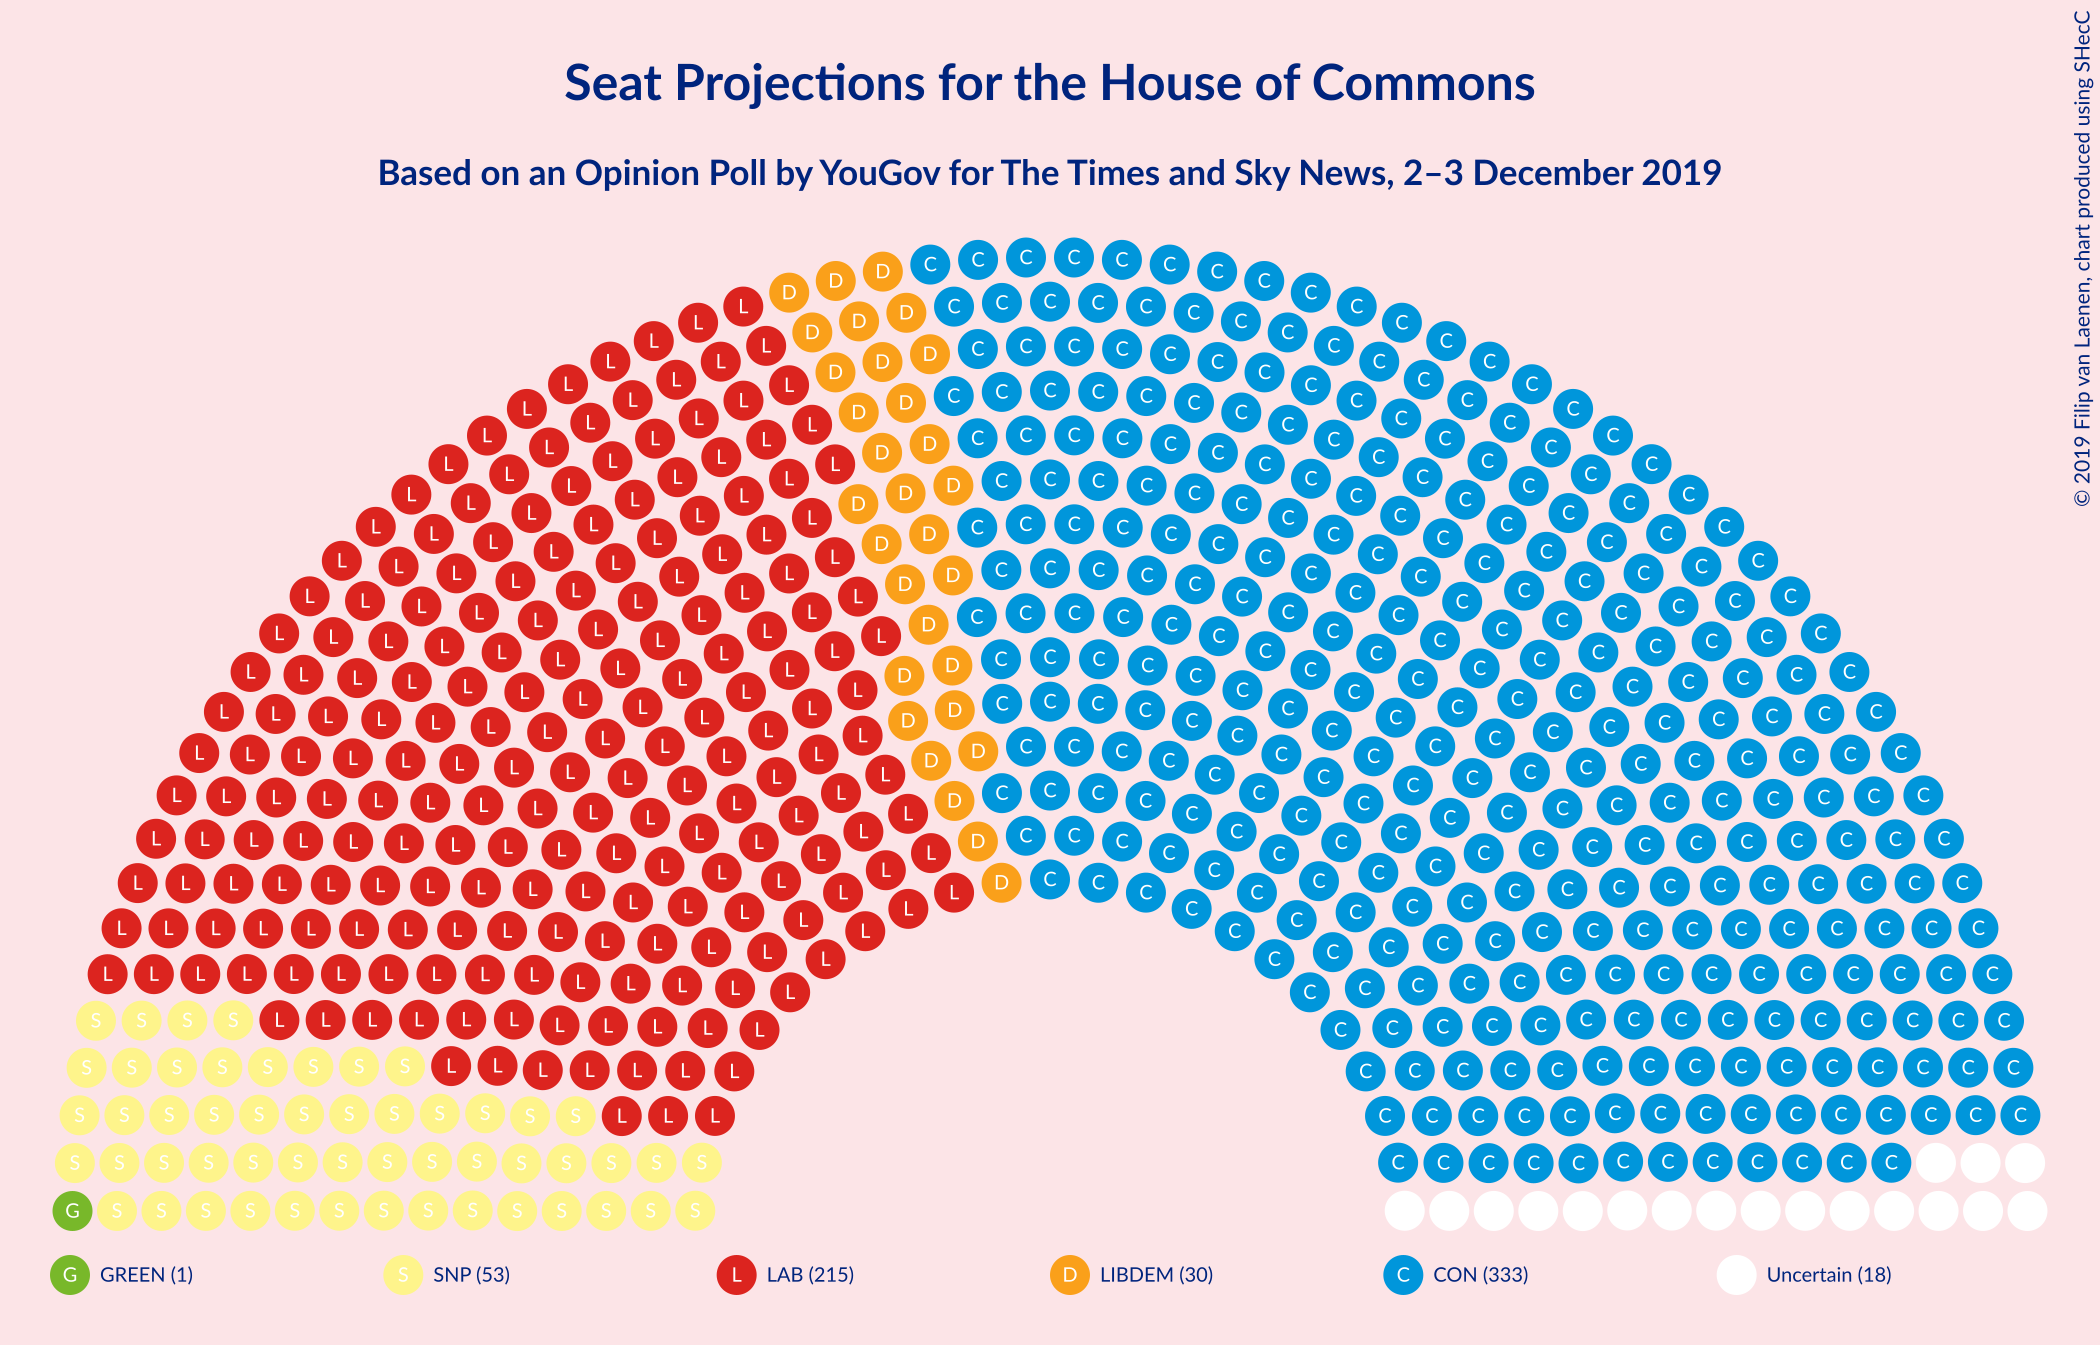 Seat Projections for the House of Commons
Based on an Opinion Poll by YouGov for The Times and Sky News, 2–3 December 2019
© 2019 Filip van Laenen, chart produced using SHecC
G GREEN (1)
S SNP (53)
L LAB (215)
D LIBDEM (30)
C CON (333)
Uncertain (18)